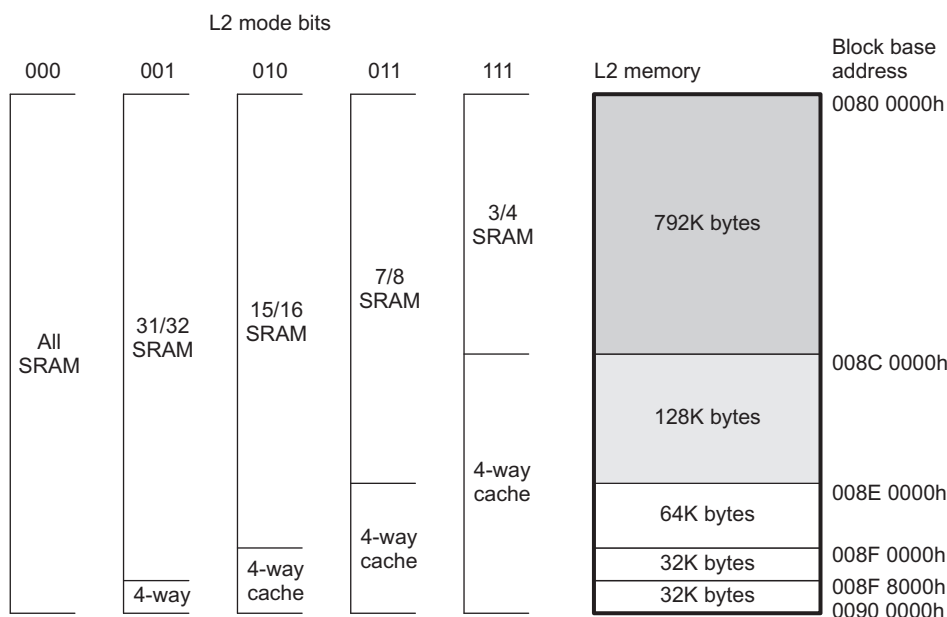 L2 mode bits
000 001 010 011 111 L2 memory Block base
address
0080 0000h
3/4
SRAM
792K bytes
7/8
SRAM
15/16
SRAM
31/32
SRAM
All
SRAM
008C 0000h
128K bytes
4-way
cache
008E 0000h
64K bytes
4-way
cache
008F 0000h
32K bytes
4-way
cache
008F 8000h
4-way
32K bytes
0090 0000h